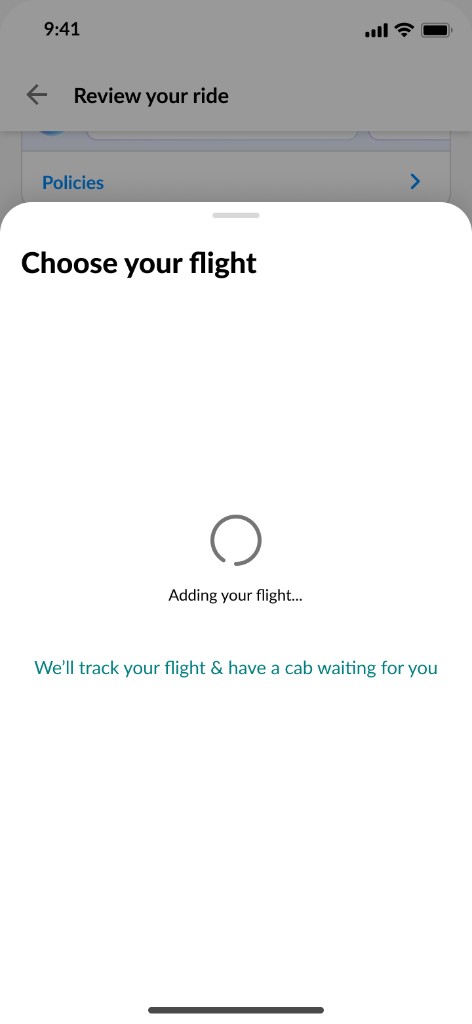 9:41
Review your ride
Policies
Choose your flight
Adding your flight...
We'll track your flight & have a cab waiting for you